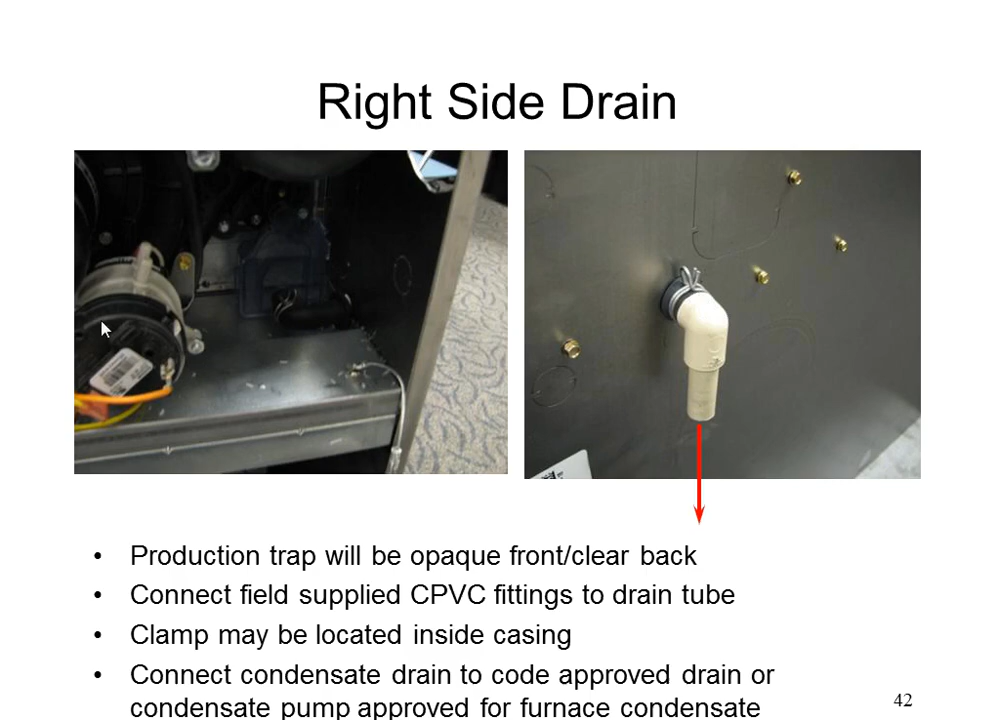 Right Side Drain
• Production trap will be opaque front/clear back
• Connect field supplied CPVC fittings to drain tube
• Clamp may be located inside casing
• Connect condensate drain to code approved drain or
condensate pump approved for furnace condensate
42